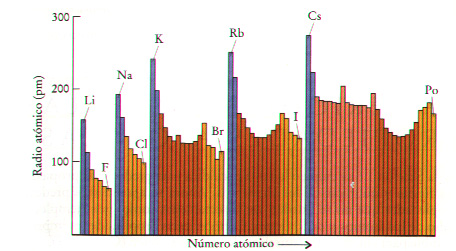 300
200
100
Radio atómico (pm)
Li
F
Na
Cl
K
Br
Rb
I
Cs
Po
Número atómico